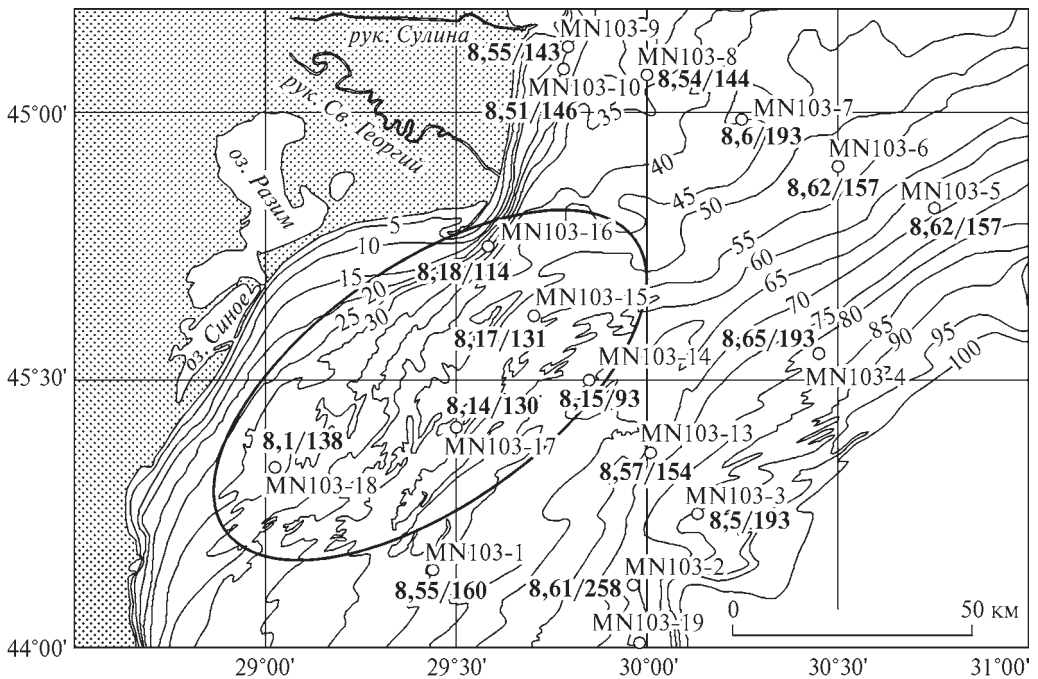 рук. Сулина
MN103-9
8,55/143
MN103-8
8,54/144
MN103-10
8,51/146
35
MN103-7
8,6/193
45°00'
рук. Св. Георгий
оз. Разим
MN103-6
8,62/157
40
45
50
MN103-5
8,62/157
5
10
15
20
25
30
MN103-16
8,18/114
55
60
65
70
75
80
85
90
95
100
оз. Синое
MN103-15
8,17/131
8,65/193
MN103-4
MN103-14
8,15/93
45°30'
8,14/130
MN103-17
8,1/138
MN103-18
MN103-13
8,57/154
MN103-3
8,5/193
MN103-1
8,55/160
MN103-2
8,61/258
MN103-19
0 50 км
44°00'
29°00' 29°30' 30°00' 30°30' 31°00'